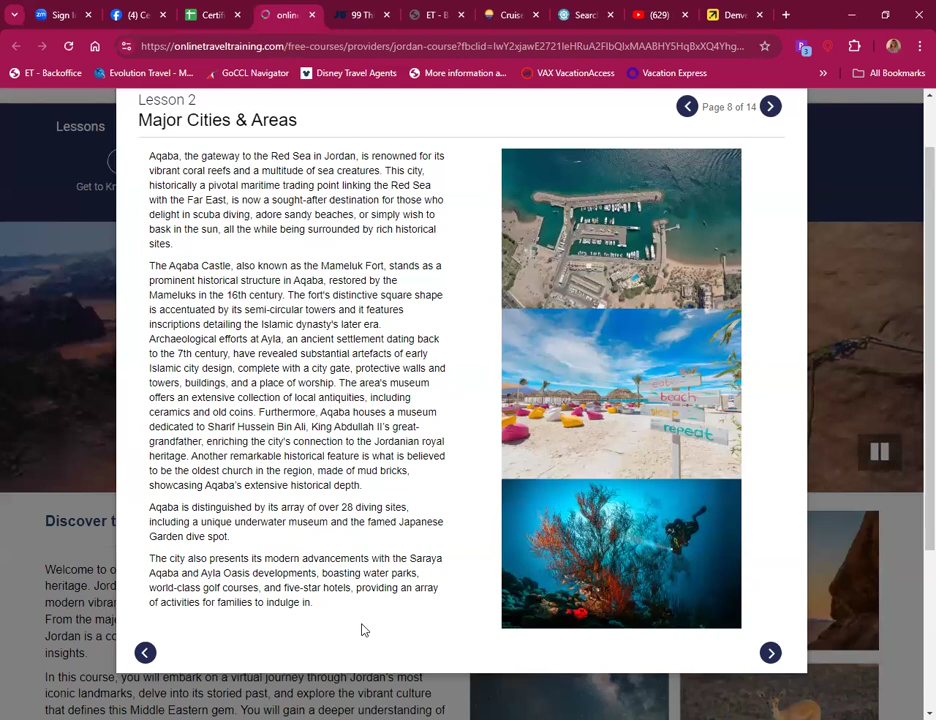 Sign I
(4) Ce
Certif
online
99 Thi
ET - B
Cruise
Searc
(629)
Denve
https://onlinetraveltraining.com/free-courses/providers/jordan-course?fbclid=IwY2xjawE2721leHRuA2FlbQIxMAABHY5HqBxXQ4Yhg...
3
ET - Backoffice
Evolution Travel - M...
GoCCL Navigator
Disney Travel Agents
More information a...
VAX VacationAccess
Vacation Express
All Bookmarks
Lessons
Get to Kn
Lesson 2
Major Cities & Areas
Page 8 of 14
Aqaba, the gateway to the Red Sea in Jordan, is renowned for its
vibrant coral reefs and a multitude of sea creatures. This city,
historically a pivotal maritime trading point linking the Red Sea
with the Far East, is now a sought-after destination for those who
delight in scuba diving, adore sandy beaches, or simply wish to
bask in the sun, all the while being surrounded by rich historical
sites.
The Aqaba Castle, also known as the Mameluk Fort, stands as a
prominent historical structure in Aqaba, restored by the
Mameluks in the 16th century. The fort's distinctive square shape
is accentuated by its semi-circular towers and it features
inscriptions detailing the Islamic dynasty's later era.
Archaeological efforts at Ayla, an ancient settlement dating back
to the 7th century, have revealed substantial artefacts of early
Islamic city design, complete with a city gate, protective walls and
towers, buildings, and a place of worship. The area's museum
offers an extensive collection of local antiquities, including
ceramics and old coins. Furthermore, Aqaba houses a museum
dedicated to Sharif Hussein Bin Ali, King Abdullah II's great-
grandfather, enriching the city's connection to the Jordanian royal
heritage. Another remarkable historical feature is what is believed
to be the oldest church in the region, made of mud bricks,
showcasing Aqaba's extensive historical depth.
Aqaba is distinguished by its array of over 28 diving sites,
including a unique underwater museum and the famed Japanese
Garden dive spot.
The city also presents its modern advancements with the Saraya
Aqaba and Ayla Oasis developments, boasting water parks,
world-class golf courses, and five-star hotels, providing an array
of activities for families to indulge in.
eat
beach
sleep
repeat
Discover t
Welcome to o
heritage. Jord
modern vibran
From the majo
Jordan is a co
insights.
In this course, you will embark on a virtual journey through Jordan's most
iconic landmarks, delve into its storied past, and explore the vibrant culture
that defines this Middle Eastern gem. You will gain a deeper understanding of